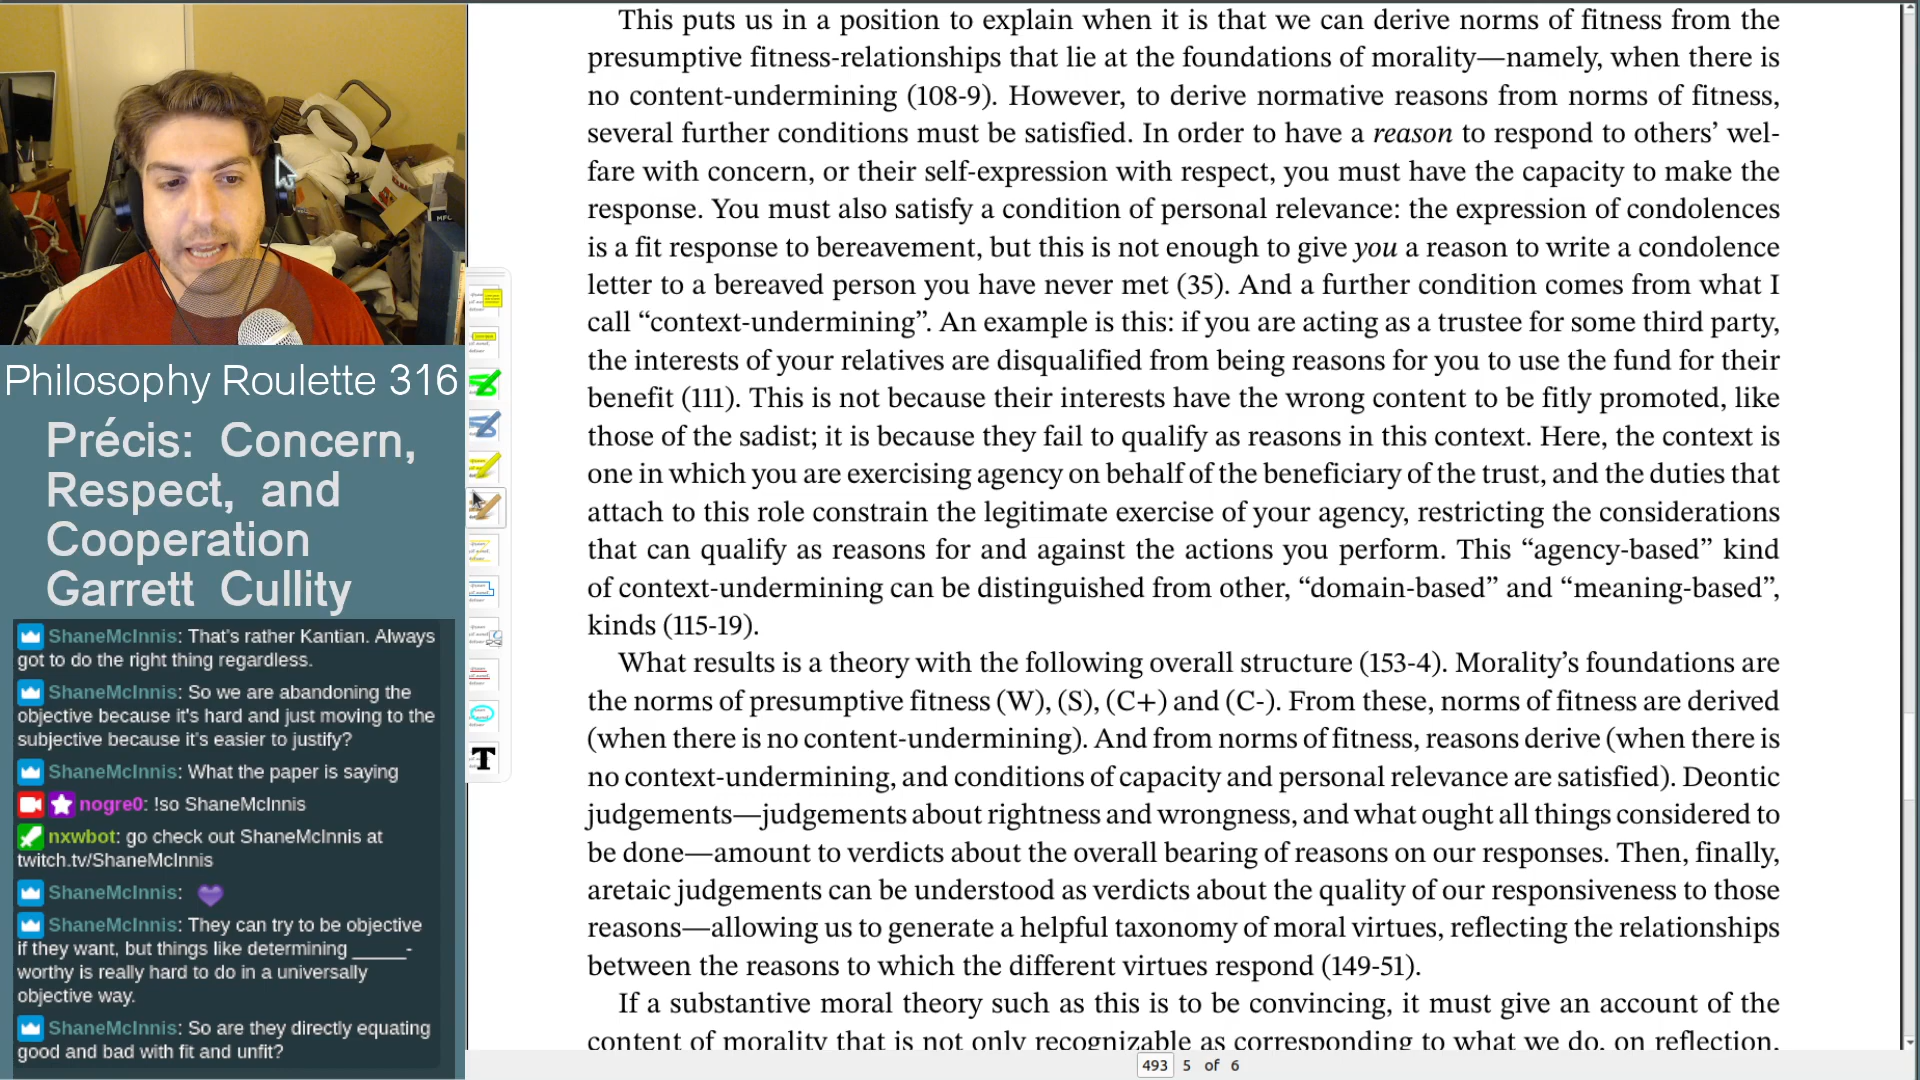 This puts us in a position to explain when it is that we can derive norms of fitness from the
presumptive fitness-relationships that lie at the foundations of morality—namely, when there is
no content-undermining (108-9). However, to derive normative reasons from norms of fitness,
several further conditions must be satisfied. In order to have a reason to respond to others’ wel-
fare with concern, or their self-expression with respect, you must have the capacity to make the
response. You must also satisfy a condition of personal relevance: the expression of condolences
is a fit response to bereavement, but this is not enough to give you a reason to write a condolence
letter to a bereaved person you have never met (35). And a further condition comes from what I
call “context-undermining”. An example is this: if you are acting as a trustee for some third party,
the interests of your relatives are disqualified from being reasons for you to use the fund for their
benefit (111). This is not because their interests have the wrong content to be fitly promoted, like
those of the sadist; it is because they fail to qualify as reasons in this context. Here, the context is
one in which you are exercising agency on behalf of the beneficiary of the trust, and the duties that
attach to this role constrain the legitimate exercise of your agency, restricting the considerations
that can qualify as reasons for and against the actions you perform. This “agency-based” kind
of context-undermining can be distinguished from other, “domain-based” and “meaning-based”,
kinds (115-19).
What results is a theory with the following overall structure (153-4). Morality’s foundations are
the norms of presumptive fitness (W), (S), (C+) and (C-). From these, norms of fitness are derived
(when there is no content-undermining). And from norms of fitness, reasons derive (when there is
no context-undermining, and conditions of capacity and personal relevance are satisfied). Deontic
judgements—judgements about rightness and wrongness, and what ought all things considered to
be done—amount to verdicts about the overall bearing of reasons on our responses. Then, finally,
aretaic judgements can be understood as verdicts about the quality of our responsiveness to those
reasons—allowing us to generate a helpful taxonomy of moral virtues, reflecting the relationships
between the reasons to which the different virtues respond (149-51).
If a substantive moral theory such as this is to be convincing, it must give an account of the
content of morality that is not only recognizable as corresponding to what we do, on reflection,
493 5 of 6
T
Philosophy Roulette 316
Précis: Concern,
Respect, and
Cooperation
Garrett Cullity
ShaneMcInnis: That's rather Kantian. Always
got to do the right thing regardless.
ShaneMcInnis: So we are abandoning the
objective because it's hard and just moving to the
subjective because it's easier to justify?
ShaneMcInnis: What the paper is saying
nogre0: !so ShaneMcInnis
nxwbot: go check out ShaneMcInnis at
twitch.tv/ShaneMcInnis
ShaneMcInnis:
ShaneMcInnis: They can try to be objective
if they want, but things like determining _____-
worthy is really hard to do in a universally
objective way.
ShaneMcInnis: So are they directly equating
good and bad with fit and unfit?